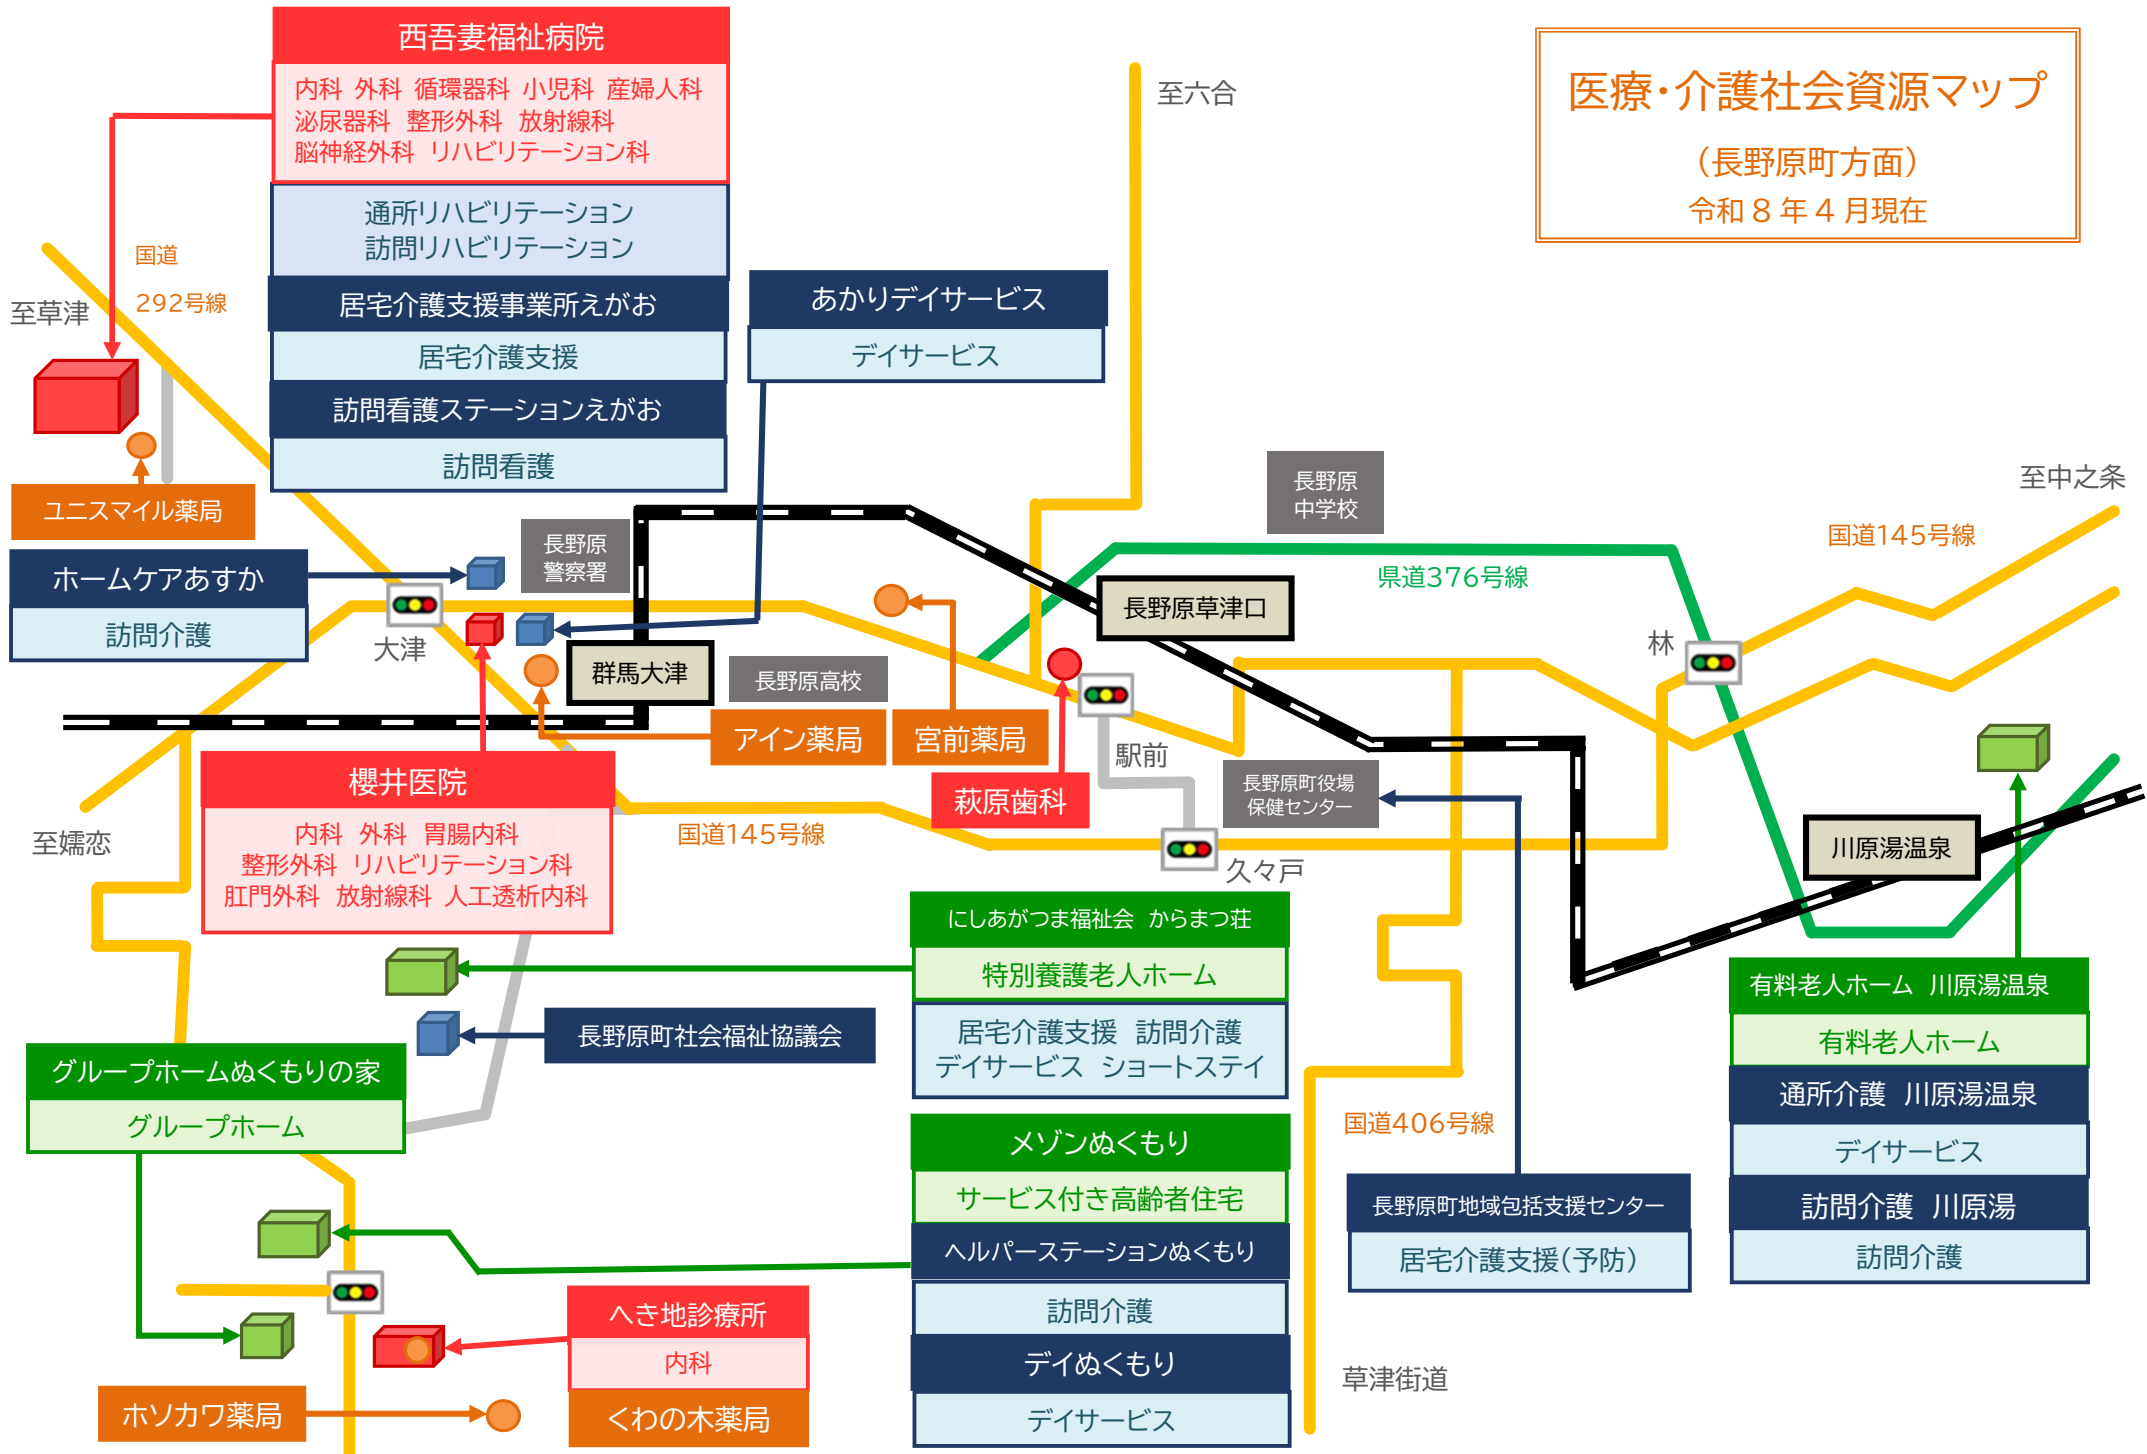 西吾妻福祉病院
内科 外科 循環器科 小児科 産婦人科
泌尿器科 整形外科 放射線科
脳神経外科 リハビリテーション科
通所リハビリテーション
訪問リハビリテーション
居宅介護支援事業所えがお
居宅介護支援
訪問看護ステーションえがお
訪問看護
医療・介護社会資源マップ
（長野原町方面）
令和８年４月現在
至六合
国道
292号線
至草津
あかりデイサービス
デイサービス
ユニスマイル薬局
ホームケアあすか
訪問介護
長野原
警察署
長野原
中学校
至中之条
国道145号線
県道376号線
長野原草津口
林
大津
群馬大津
長野原高校
アイン薬局
宮前薬局
駅前
萩原歯科
長野原町役場
保健センター
櫻井医院
内科 外科 胃腸内科
整形外科 リハビリテーション科
肛門外科 放射線科 人工透析内科
至嬬恋
国道145号線
久々戸
川原湯温泉
にしあがつま福祉会 からまつ荘
特別養護老人ホーム
居宅介護支援 訪問介護
デイサービス ショートステイ
長野原町社会福祉協議会
有料老人ホーム 川原湯温泉
有料老人ホーム
通所介護 川原湯温泉
デイサービス
訪問介護 川原湯
訪問介護
グループホームぬくもりの家
グループホーム
メゾンぬくもり
サービス付き高齢者住宅
ヘルパーステーションぬくもり
訪問介護
デイぬくもり
デイサービス
国道406号線
長野原町地域包括支援センター
居宅介護支援（予防）
草津街道
へき地診療所
内科
くわの木薬局
ホソカワ薬局